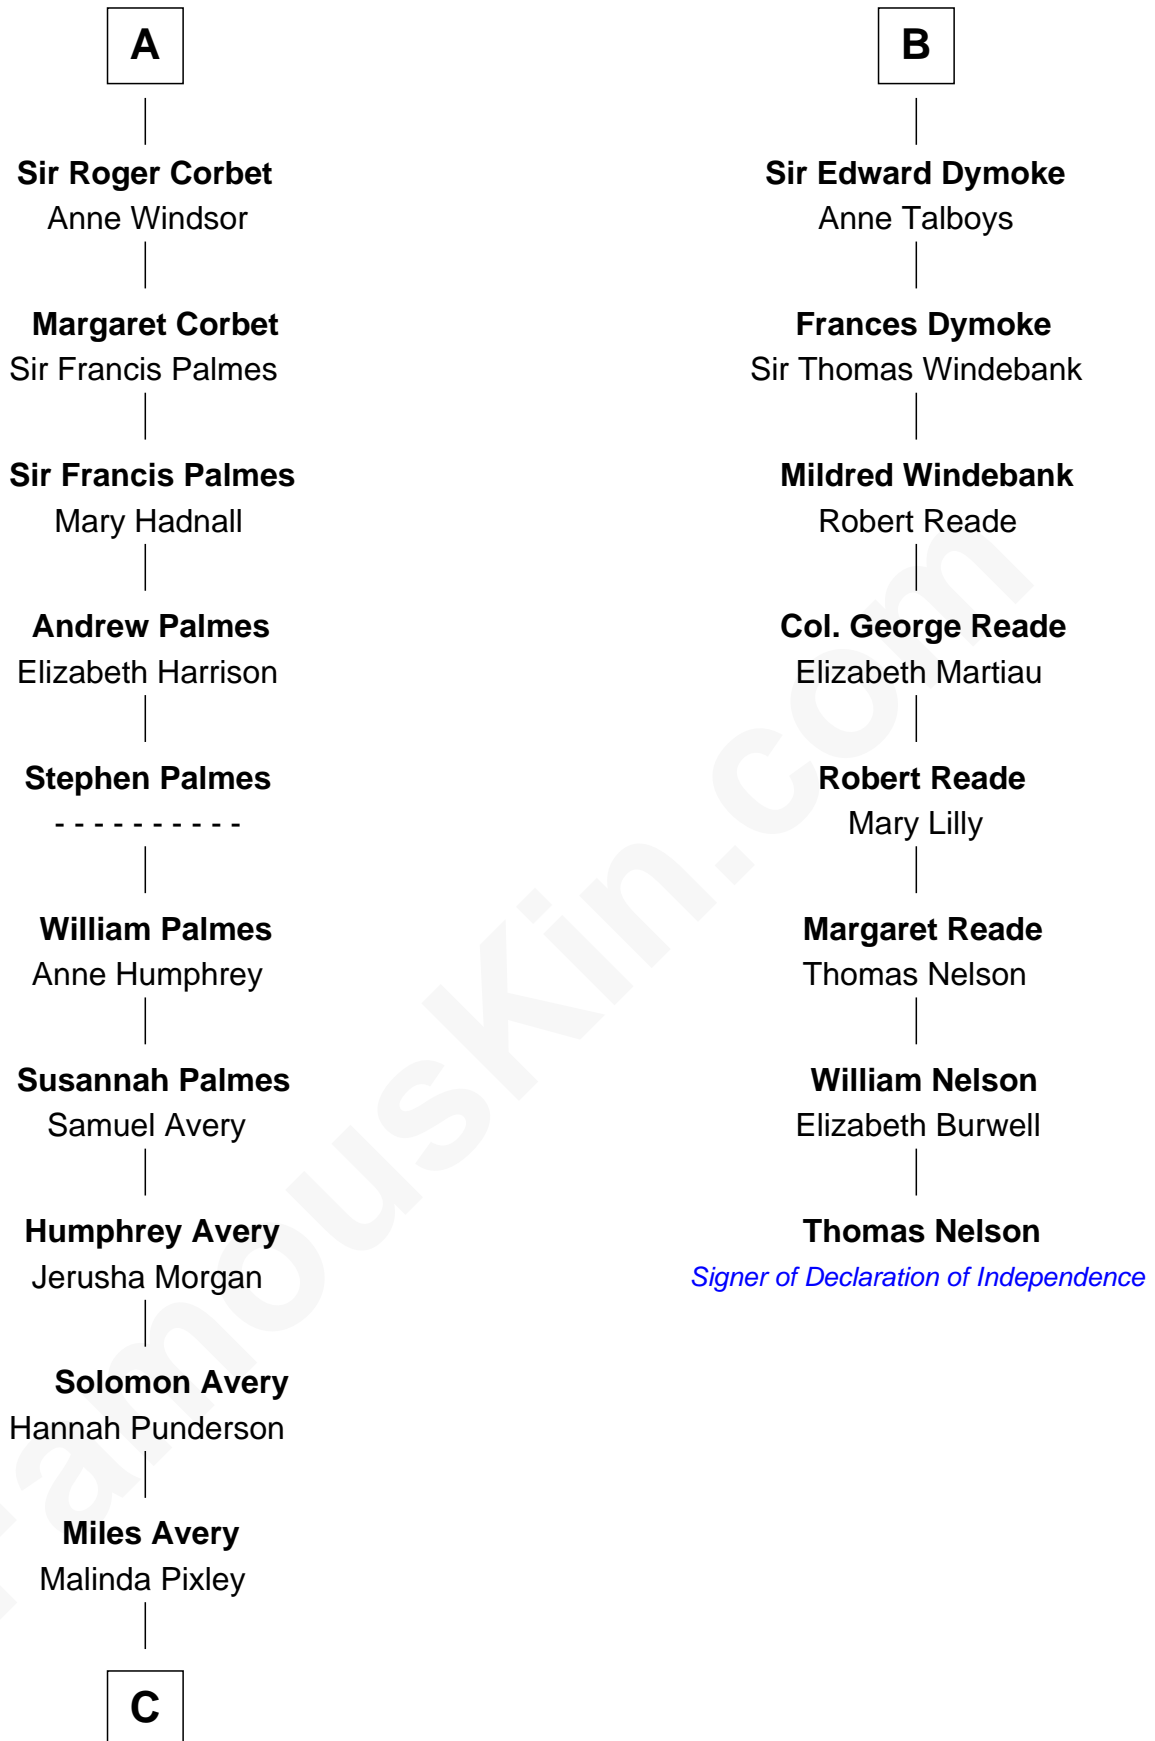 A
Sir Roger Corbet
Anne Windsor
Margaret Corbet
Sir Francis Palmes
Sir Francis Palmes
Mary Hadnall
Andrew Palmes
Elizabeth Harrison
Stephen Palmes
- - - - - - - - - -
William Palmes
Anne Humphrey
Susannah Palmes
Samuel Avery
Humphrey Avery
Jerusha Morgan
Solomon Avery
Hannah Punderson
Miles Avery
Malinda Pixley
C
B
Sir Edward Dymoke
Anne Talboys
Frances Dymoke
Sir Thomas Windebank
Mildred Windebank
Robert Reade
Col. George Reade
Elizabeth Martiau
Robert Reade
Mary Lilly
Margaret Reade
Thomas Nelson
William Nelson
Elizabeth Burwell
Thomas Nelson
Signer of Declaration of Independence
FamousKin.com